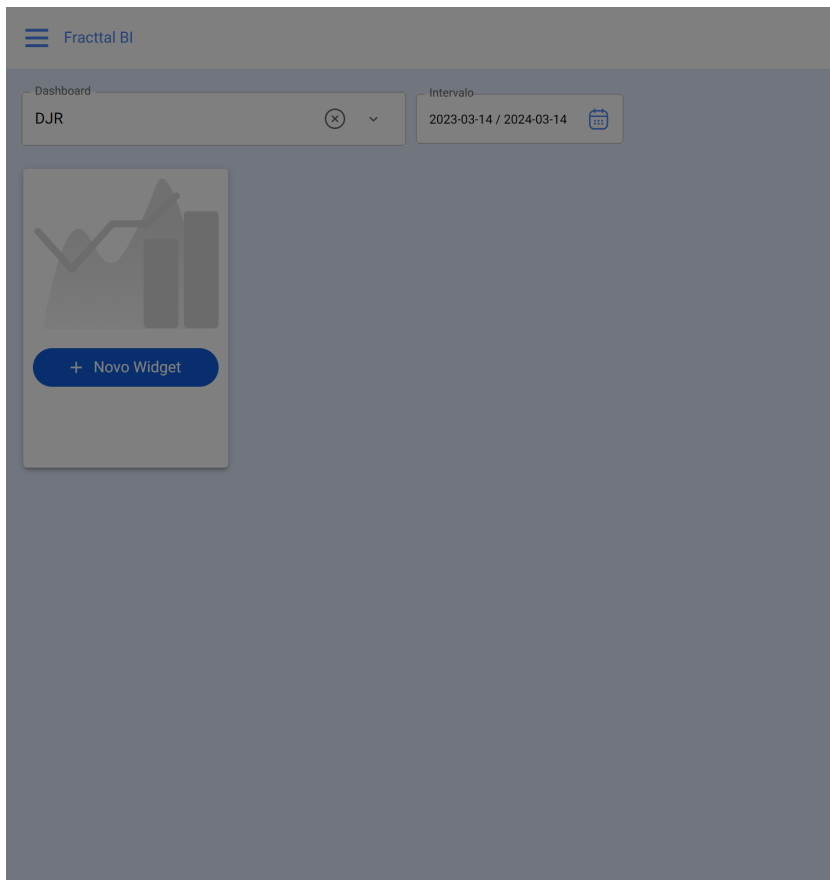 Fracttal BI
Dashboard
DJR
Intervalo
2023-03-14 / 2024-03-14
+ Novo Widget